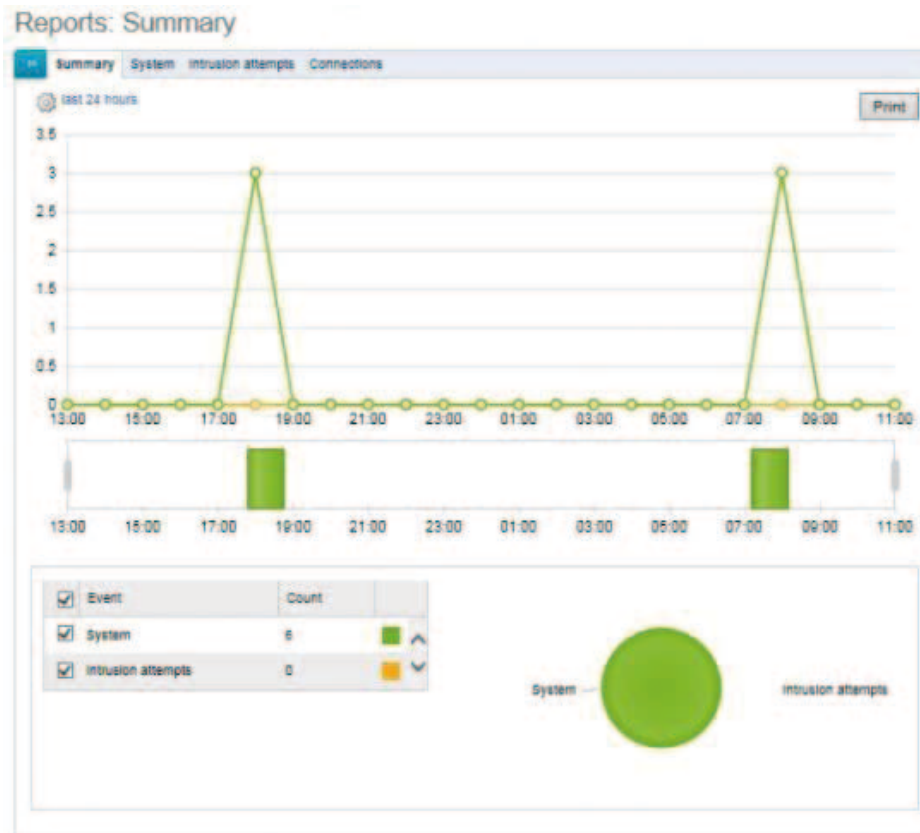 Reports: Summary
Summary System Intrusion attempts Connections
last 24 hours
Print
3.5
3
2.5
2
1.5
1
0.5
0
13:00 15:00 17:00 19:00 21:00 23:00 01:00 03:00 05:00 07:00 09:00 11:00
13:00 15:00 17:00 19:00 21:00 23:00 01:00 03:00 05:00 07:00 09:00 11:00
Event Count
System 6
Intrusion attempts 0
System Intrusion attempts